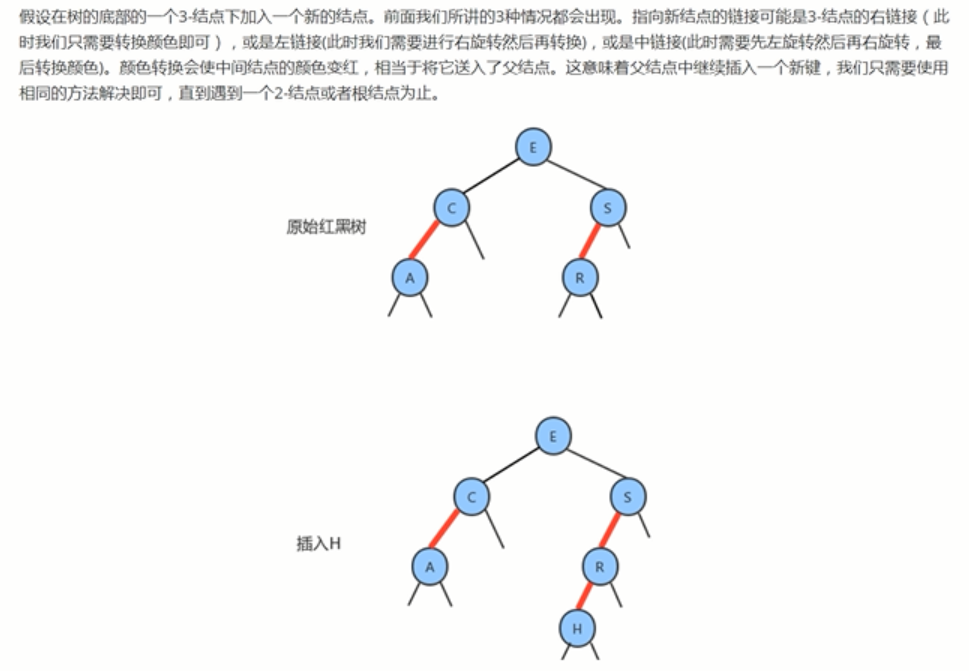 假设在树的底部的一个3-结点下加入一个新的结点。前面我们所讲的3种情况都会出现。指向新结点的链接可能是3-结点的右链接（此
时我们只需要转换颜色即可），或是左链接(此时我们需要进行右旋转然后再转换)，或是中链接(此时需要先左旋转然后再右旋转，最
后转换颜色)。颜色转换会使中间结点的颜色变红，相当于将它送入了父结点。这意味着父结点中继续插入一个新键，我们只需要使用
相同的方法解决即可，直到遇到一个2-结点或者根结点为止。
E
C
S
原始红黑树
A
R
E
C
S
插入H
A
R
H